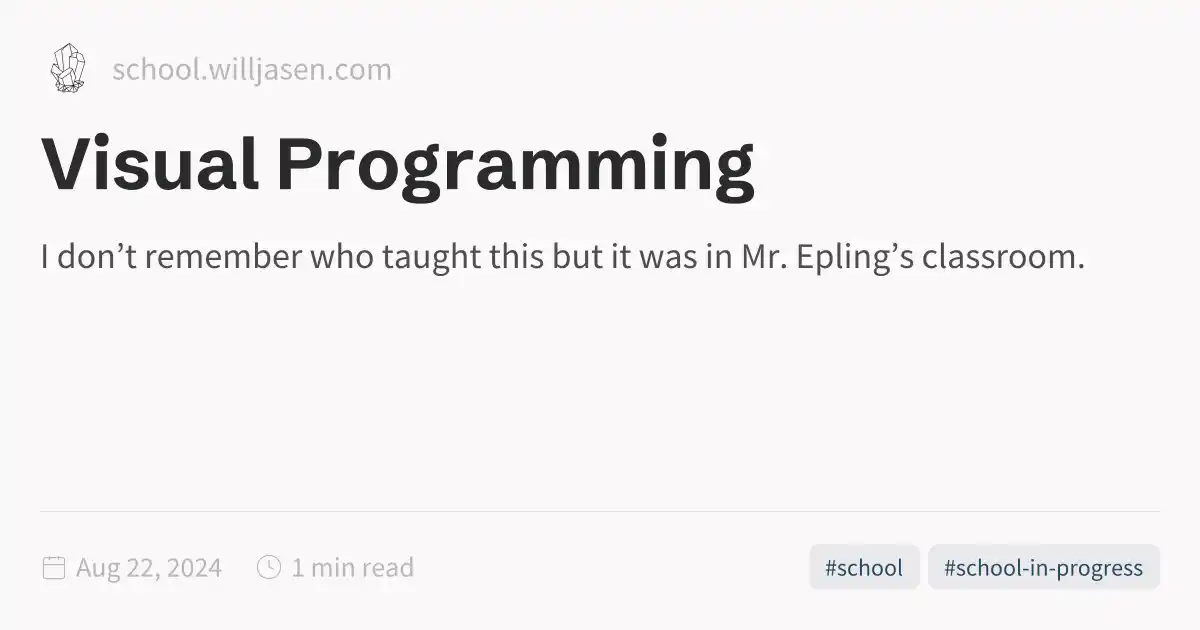 school.willjasen.com
Visual Programming
I don’t remember who taught this but it was in Mr. Epling’s classroom.
Aug 22, 2024 1 min read #school #school-in-progress